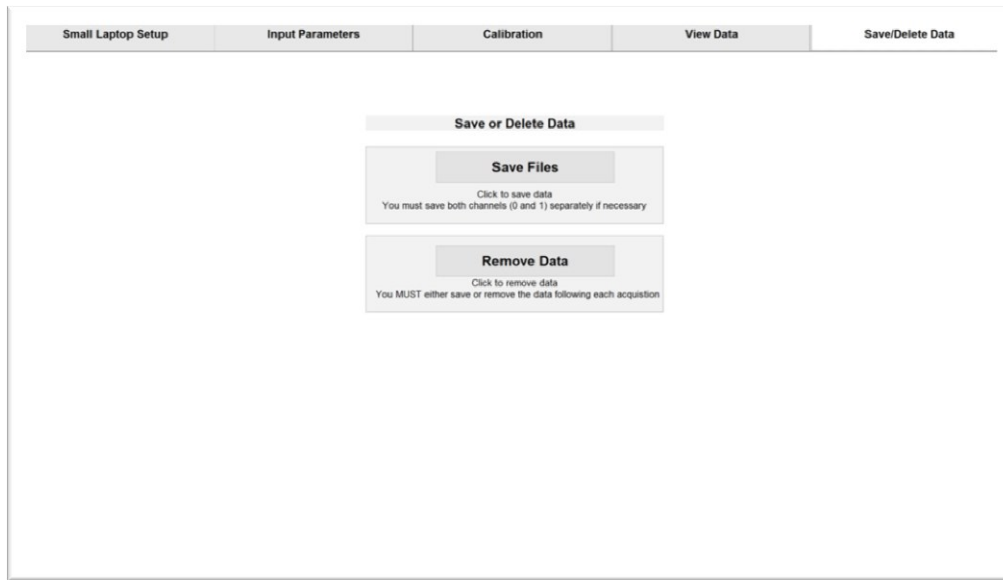 Small Laptop Setup
Input Parameters
Calibration
View Data
Save/Delete Data
Save or Delete Data
Save Files
Click to save data
You must save both channels (0 and 1) separately if necessary
Remove Data
Click to remove data
You MUST either save or remove the data following each acquistion